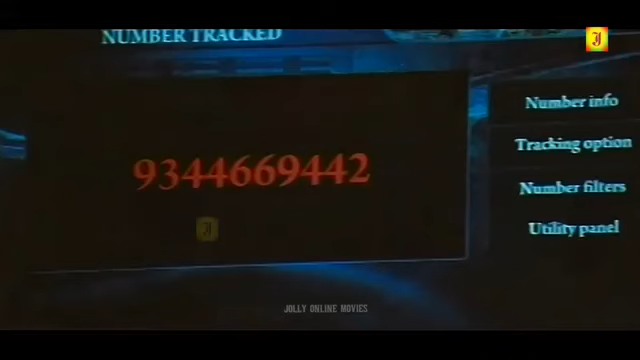 NUMBER TRACKED
J
Number info
Tracking option
9344669442
Number filters
J
Utility panel
JOLLY ONLINE MOVIES